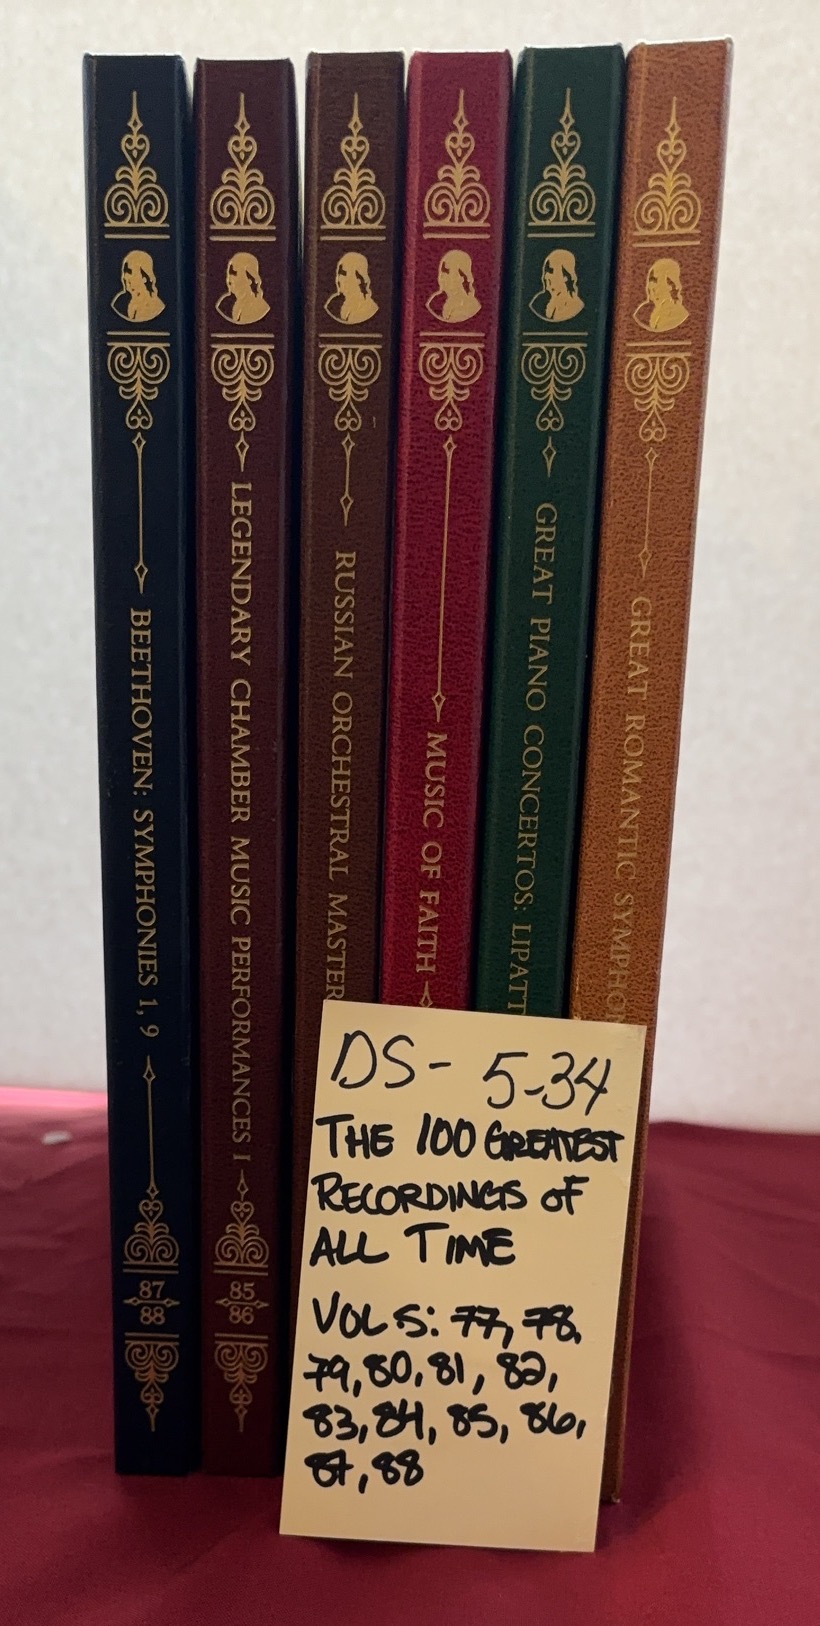 BEETHOVEN: SYMPHONIES 1, 9
87
88
LEGENDARY CHAMBER MUSIC PERFORMANCES I
85
86
RUSSIAN ORCHESTRAL MASTER
MUSIC OF FAITH
GREAT PIANO CONCERTOS: LIPATT
GREAT ROMANTIC SYMPHO
DS- 5-34
THE 100 GREATEST
RECORDINGS OF
ALL TIME
VOLS: 77, 78,
79, 80, 81, 82,
83, 84, 85, 86,
87, 88